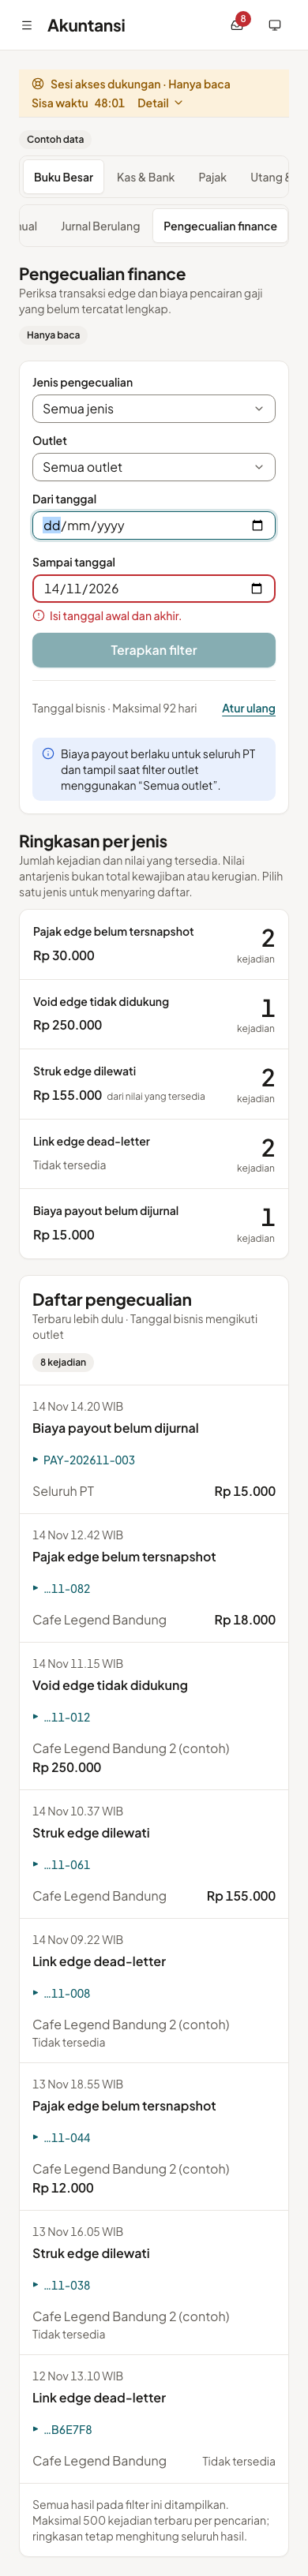 Akuntansi
8
Sesi akses dukungan · Hanya baca
Sisa waktu 48:01 Detail
Contoh data
Buku Besar Kas & Bank Pajak Utang &
Jurnal Berulang Pengecualian finance
Pengecualian finance
Periksa transaksi edge dan biaya pencairan gaji
yang belum tercatat lengkap.
Hanya baca
Jenis pengecualian
Semua jenis
Outlet
Semua outlet
Dari tanggal
dd/mm/yyyy
Sampai tanggal
14/11/2026
Isi tanggal awal dan akhir.
Terapkan filter
Tanggal bisnis · Maksimal 92 hari Atur ulang
Biaya payout berlaku untuk seluruh PT
dan tampil saat filter outlet
menggunakan “Semua outlet”.
Ringkasan per jenis
Jumlah kejadian dan nilai yang tersedia. Nilai
antarjenis bukan total kewajiban atau kerugian. Pilih
satu jenis untuk menyaring daftar.
Pajak edge belum tersnapshot 2
Rp 30.000 kejadian
Void edge tidak didukung 1
Rp 250.000 kejadian
Struk edge dilewati 2
Rp 155.000 dari nilai yang tersedia kejadian
Link edge dead-letter 2
Tidak tersedia kejadian
Biaya payout belum dijurnal 1
Rp 15.000 kejadian
Daftar pengecualian
Terbaru lebih dulu · Tanggal bisnis mengikuti
outlet
8 kejadian
14 Nov 14.20 WIB
Biaya payout belum dijurnal
PAY-202611-003
Seluruh PT Rp 15.000
14 Nov 12.42 WIB
Pajak edge belum tersnapshot
…11-082
Cafe Legend Bandung Rp 18.000
14 Nov 11.15 WIB
Void edge tidak didukung
…11-012
Cafe Legend Bandung 2 (contoh)
Rp 250.000
14 Nov 10.37 WIB
Struk edge dilewati
…11-061
Cafe Legend Bandung Rp 155.000
14 Nov 09.22 WIB
Link edge dead-letter
…11-008
Cafe Legend Bandung 2 (contoh)
Tidak tersedia
13 Nov 18.55 WIB
Pajak edge belum tersnapshot
…11-044
Cafe Legend Bandung 2 (contoh)
Rp 12.000
13 Nov 16.05 WIB
Struk edge dilewati
…11-038
Cafe Legend Bandung 2 (contoh)
Tidak tersedia
12 Nov 13.10 WIB
Link edge dead-letter
…B6E7F8
Cafe Legend Bandung Tidak tersedia
Semua hasil pada filter ini ditampilkan.
Maksimal 500 kejadian terbaru per pencarian;
ringkasan tetap menghitung seluruh hasil.